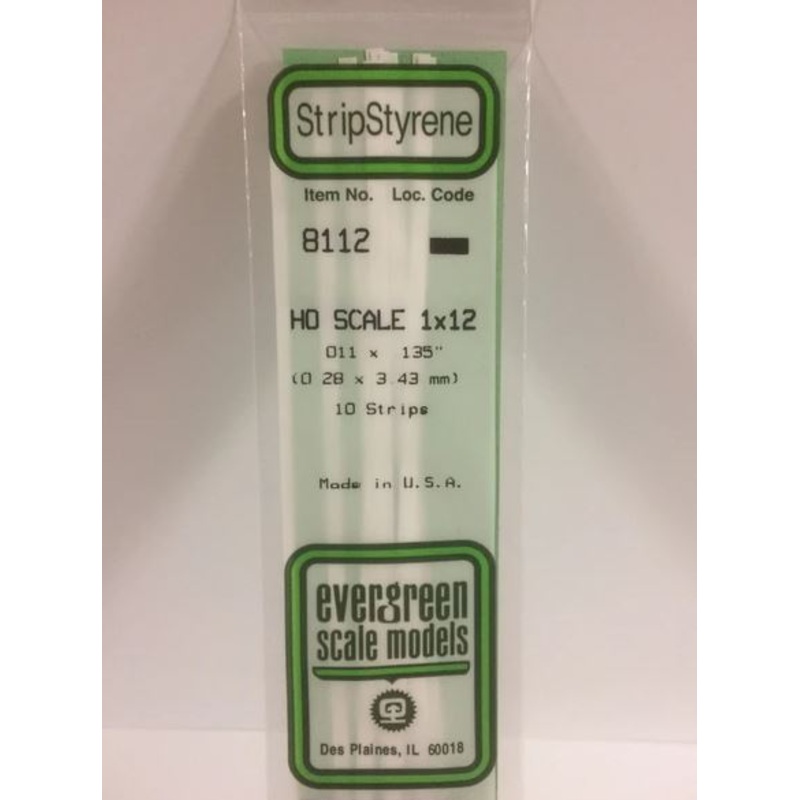 StripStyrene
Item No. Loc. Code
8112
HO SCALE 1x12
011 x 135"
(0 28 x 3 43 mm)
10 Strips
Made in U.S.A.
evergreen
scale models
Des Plaines, IL 60018